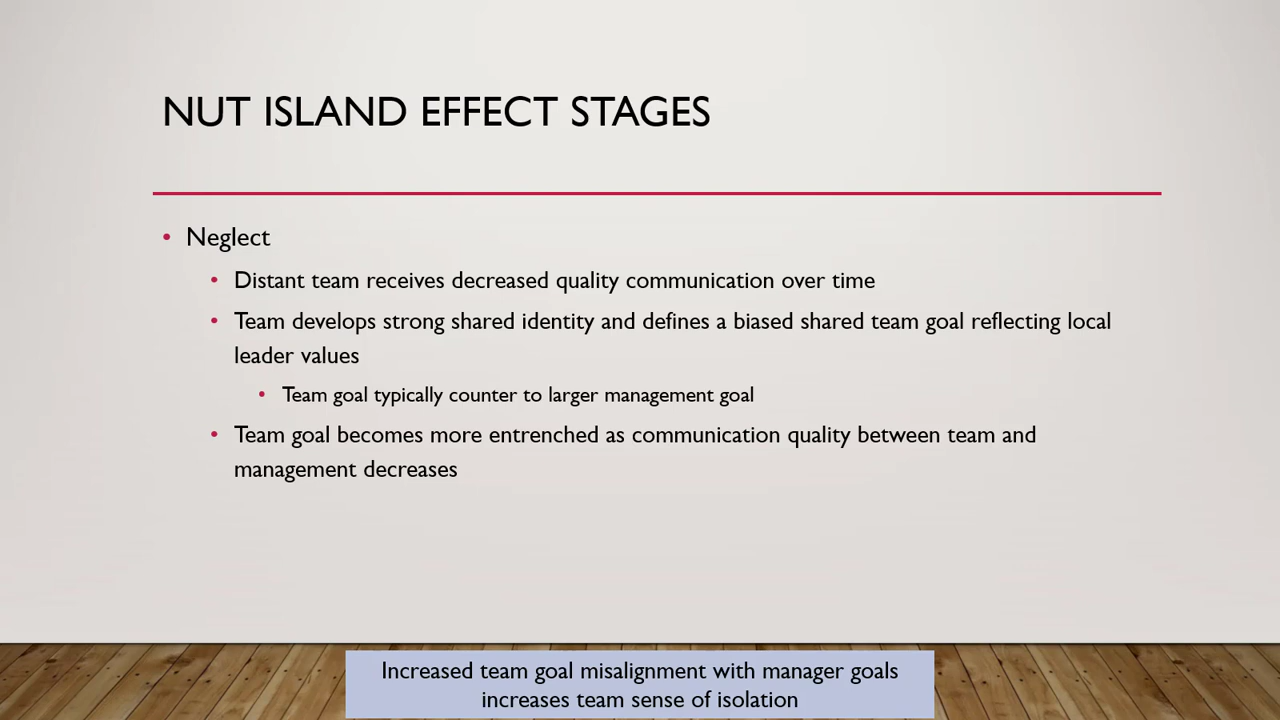 NUT ISLAND EFFECT STAGES
• Neglect
• Distant team receives decreased quality communication over time
• Team develops strong shared identity and defines a biased shared team goal reflecting local
leader values
• Team goal typically counter to larger management goal
• Team goal becomes more entrenched as communication quality between team and
management decreases
Increased team goal misalignment with manager goals
increases team sense of isolation